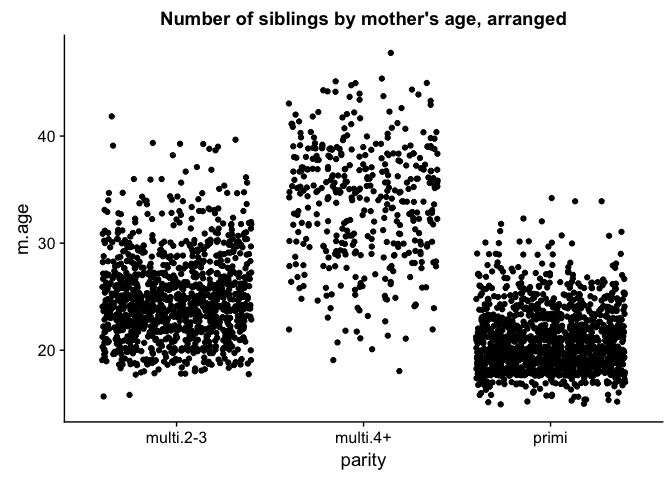 Number of siblings by mother's age, arranged
m.age
40
30
20
multi.2-3 multi.4+ primi
parity